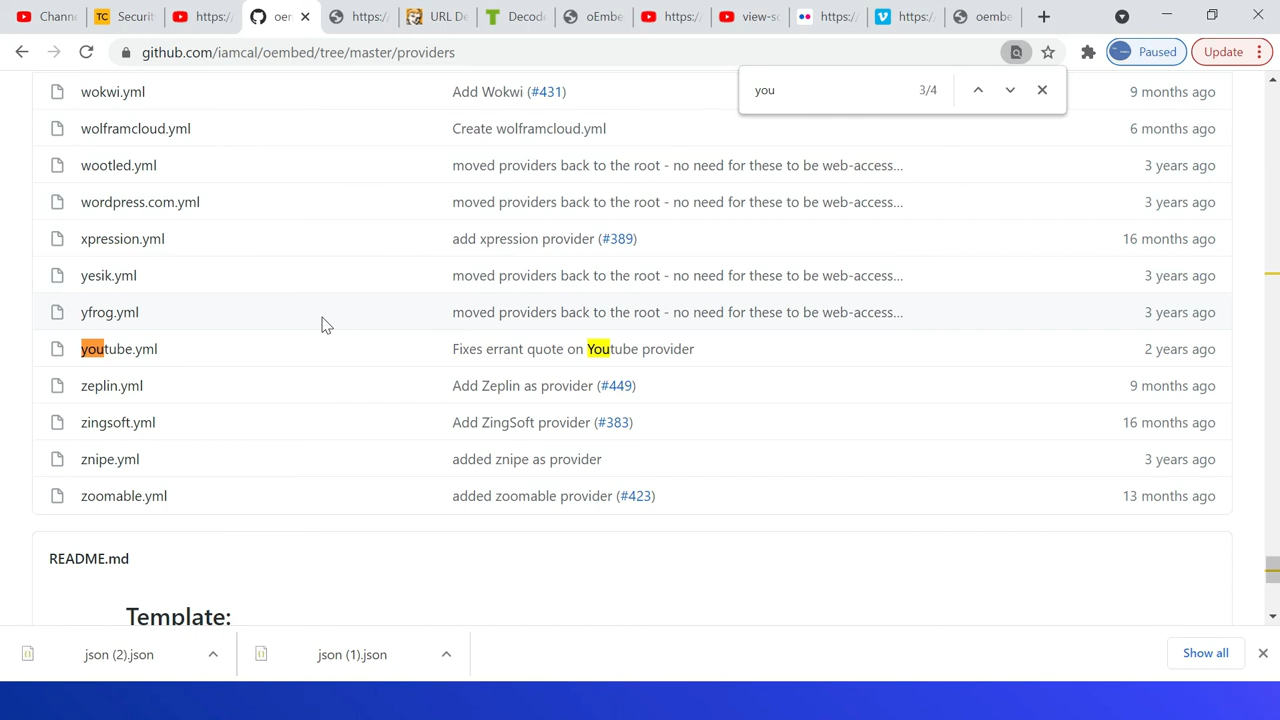 Chann
Securit
https:/
oer
https:/
URL De
Decod
oEmbe
https:/
view-so
https:/
https:/
oembe
github.com/iamcal/oembed/tree/master/providers
Paused
Update
you 3/4
wokwi.yml Add Wokwi (#431) 9 months ago
wolframcloud.yml Create wolframcloud.yml 6 months ago
wootled.yml moved providers back to the root - no need for these to be web-access... 3 years ago
wordpress.com.yml moved providers back to the root - no need for these to be web-access... 3 years ago
xpression.yml add xpression provider (#389) 16 months ago
yesik.yml moved providers back to the root - no need for these to be web-access... 3 years ago
yfrog.yml moved providers back to the root - no need for these to be web-access... 3 years ago
youtube.yml Fixes errant quote on Youtube provider 2 years ago
zeplin.yml Add Zeplin as provider (#449) 9 months ago
zingsoft.yml Add ZingSoft provider (#383) 16 months ago
znipe.yml added znipe as provider 3 years ago
zoomable.yml added zoomable provider (#423) 13 months ago
README.md
Template:
json (2).json
json (1).json
Show all